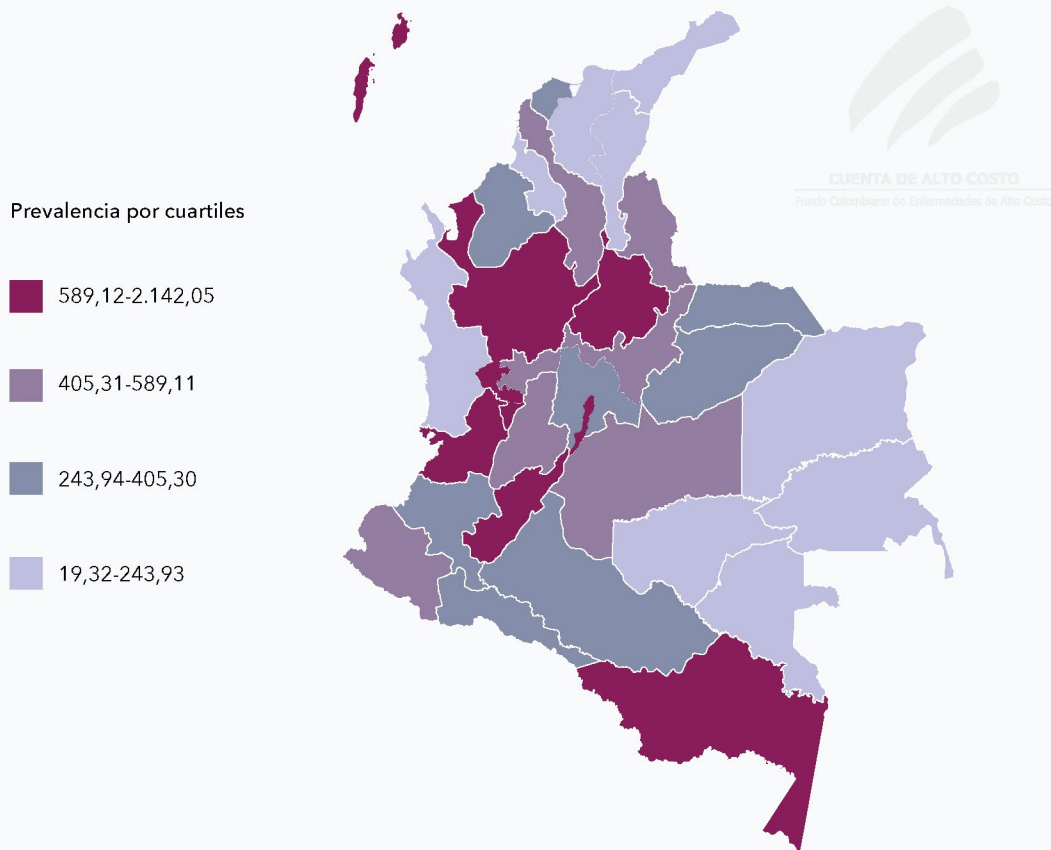 CUENTA DE ALTO COSTO
Fondo Colombiano de Enfermedades de Alto Costo
Prevalencia por cuartiles
589,12-2.142,05
405,31-589,11
243,94-405,30
19,32-243,93